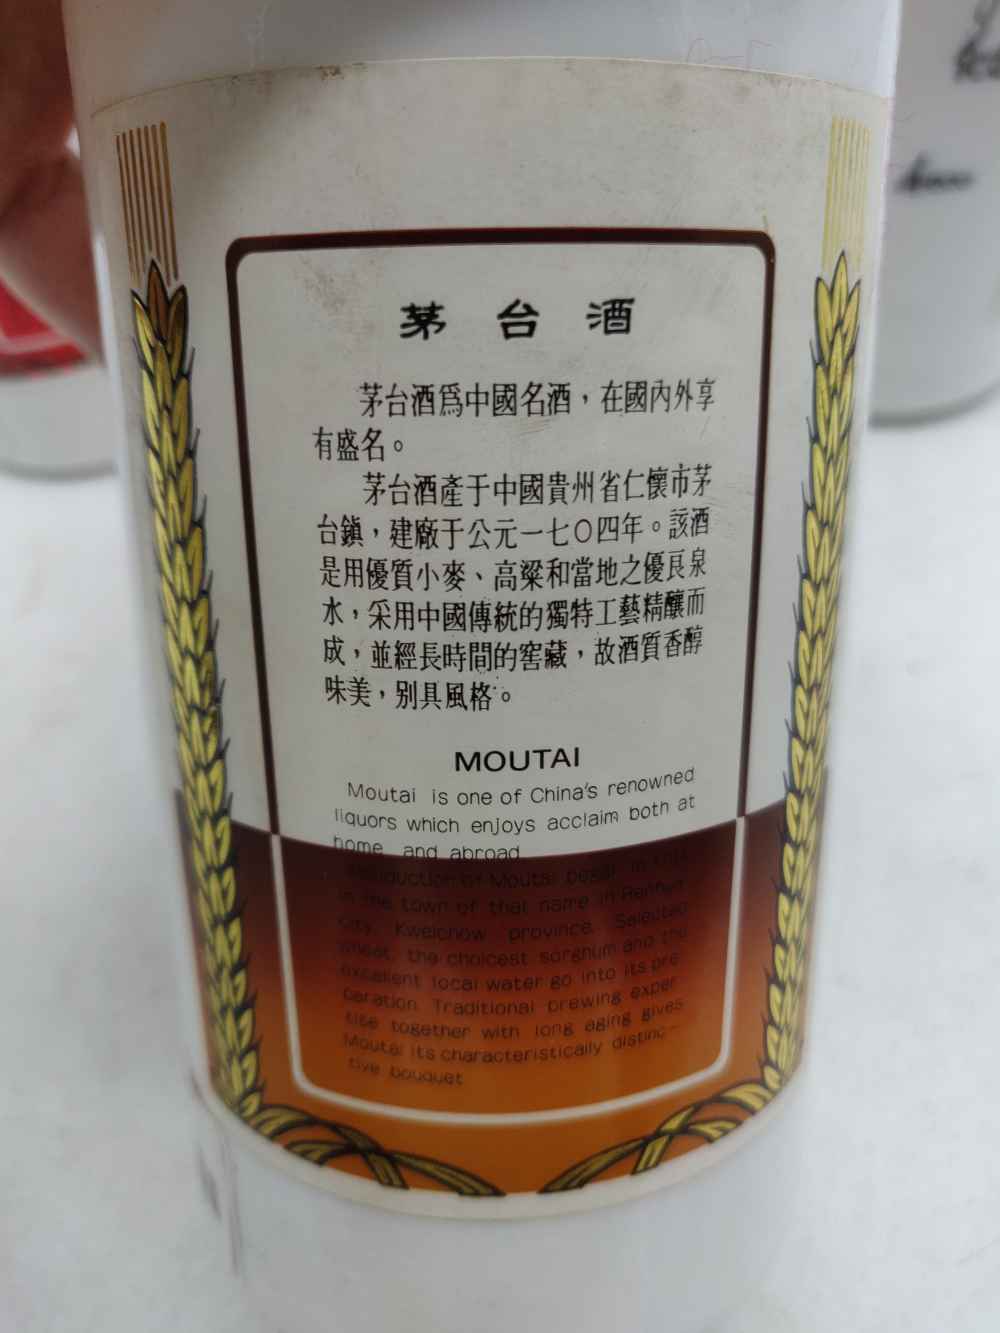 茅台酒
茅台酒爲中國名酒，在國內外享
有盛名。
茅台酒產于中國貴州省仁懷市茅
台鎮，建廠于公元一七〇四年。該酒
是用優質小麥、高粱和當地之優良泉
水，采用中國傳統的獨特工藝精釀而
成，並經長時間的窖藏，故酒質香醇
味美，别具風格。
MOUTAI
Moutai is one of China's renowned
liquors which enjoys acclaim both at
home and abroad
Production of Moutai began in 1704
in the town of that name in Renhuai
City, Kweichow province. Selected
wheat, the choicest sorghum and the
excellent local water go into its pre
paration Traditional brewing exper
tise together with long aging gives
Moutai its characteristically distinc-
tive bouquet